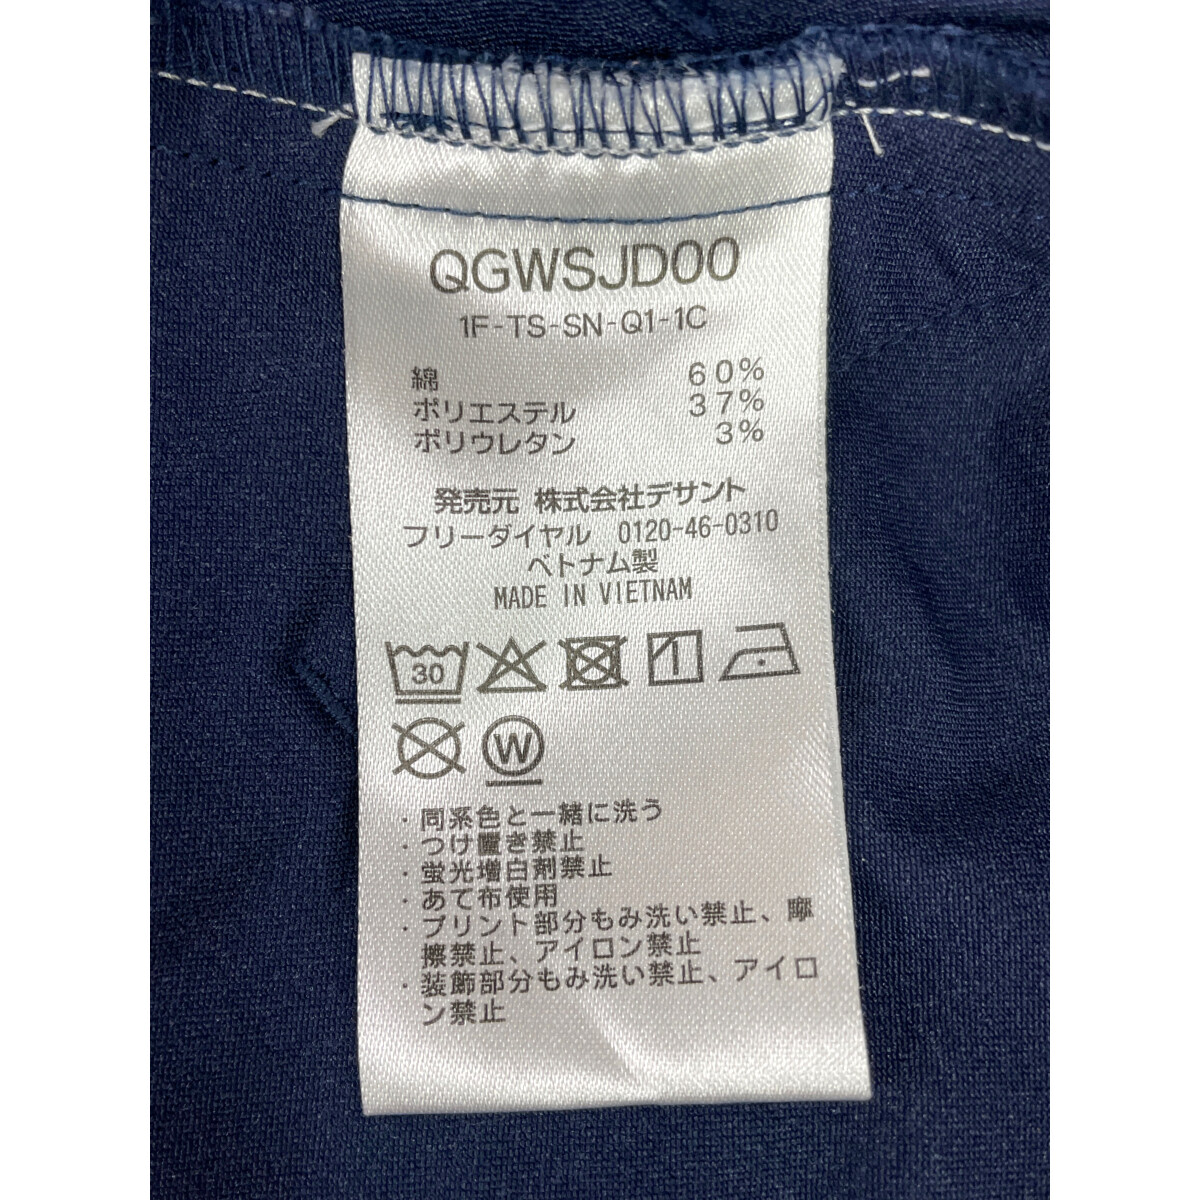 QGWSJD00
1F-TS-SN-Q1-1C
綿 60%
ポリエステル 37%
ポリウレタン 3%
発売元 株式会社デサント
フリーダイヤル 0120-46-0310
ベトナム製
MADE IN VIETNAM
30
W
・同系色と一緒に洗う
・つけ置き禁止
・蛍光増白剤禁止
・あて布使用
・プリント部分もみ洗い禁止、摩
擦禁止、アイロン禁止
・装飾部分もみ洗い禁止、アイロ
ン禁止